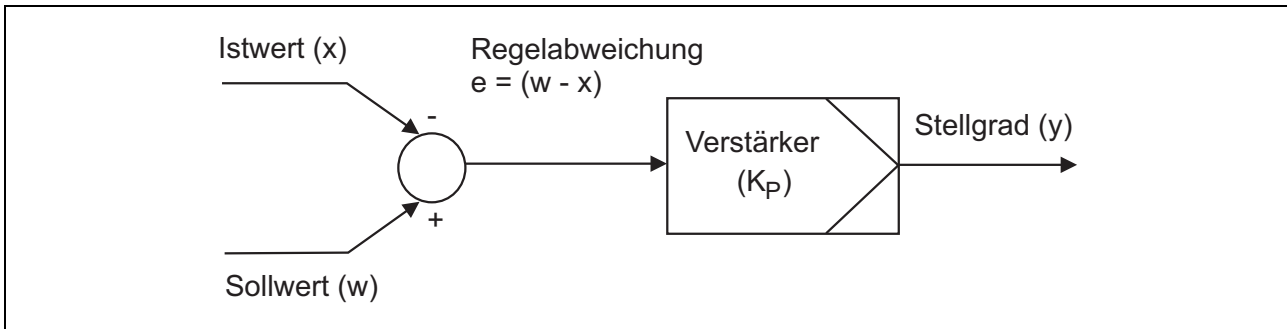 Istwert (x)
Regelabweichung
e = (w - x)
-
+
Verstärker
(KP)
Stellgrad (y)
Sollwert (w)